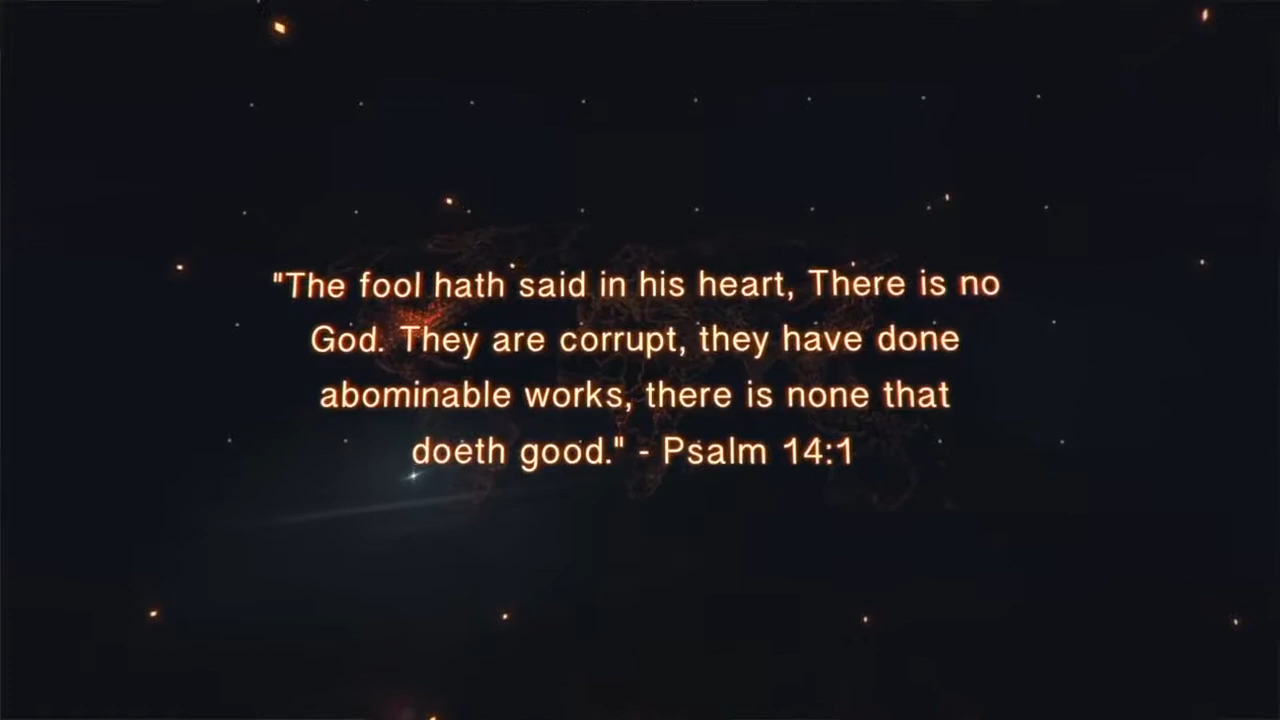 "The fool hath said in his heart, There is no
God. They are corrupt, they have done
abominable works, there is none that
doeth good." - Psalm 14:1